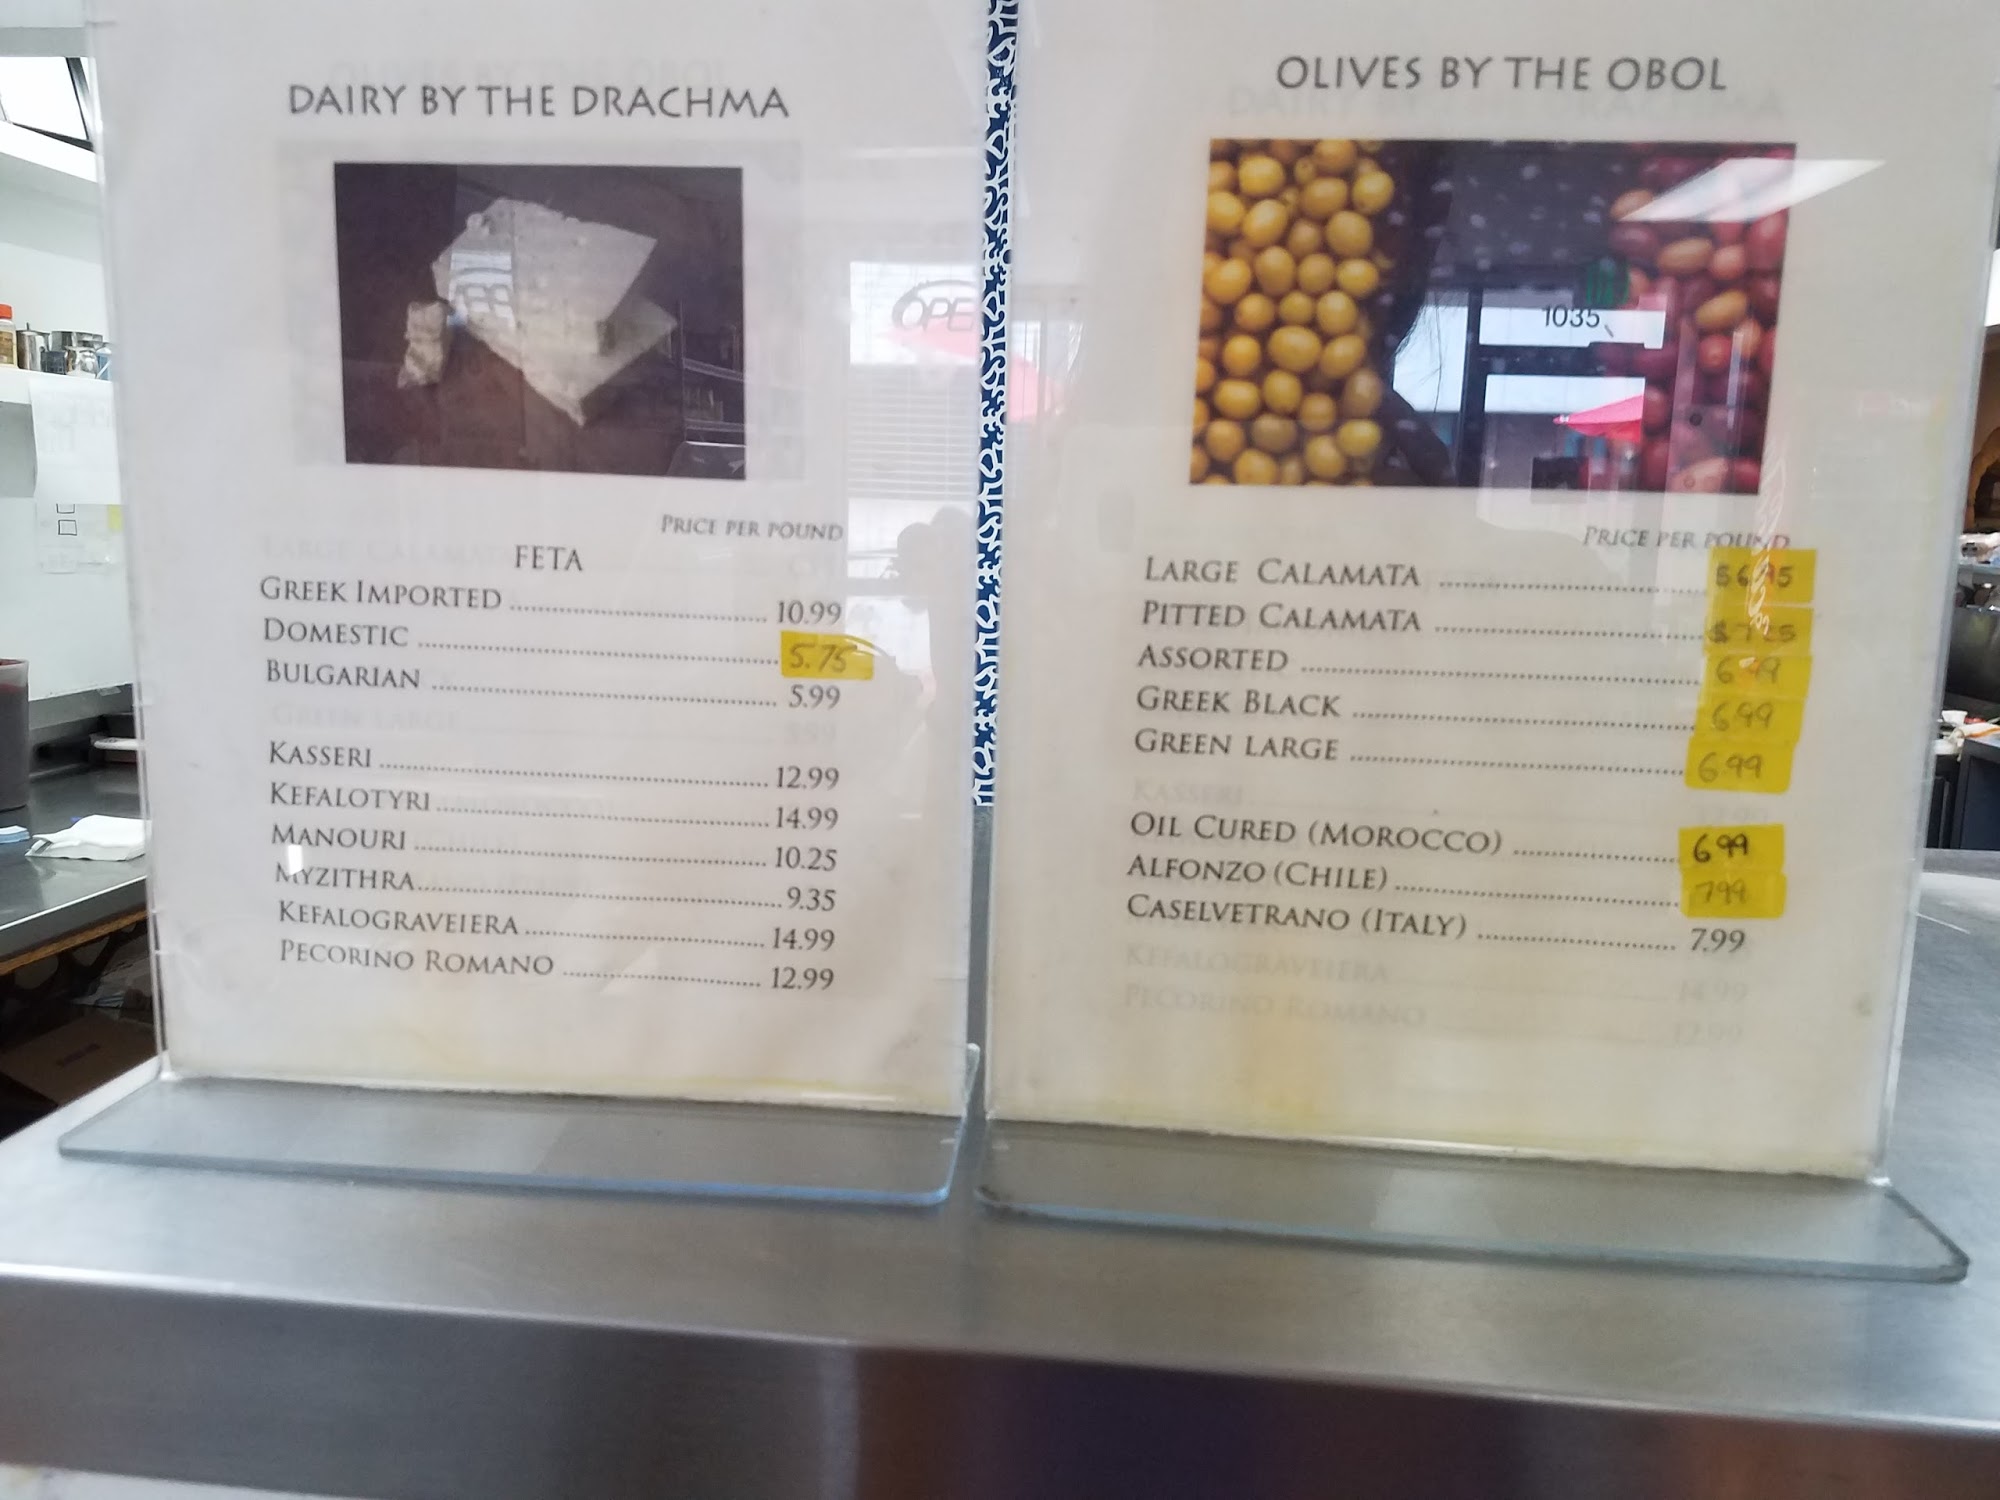 DAIRY BY THE DRACHMA
PRICE PER POUND
FETA
GREEK IMPORTED 10.99
DOMESTIC 5.75
BULGARIAN 5.99
KASSERI 12.99
KEFALOTYRI 14.99
MANOURI 10.25
MYZITHRA 9.35
KEFALOGRAVEIERA 14.99
PECORINO ROMANO 12.99
OLIVES BY THE OBOL
1035
PRICE PER POUND
LARGE CALAMATA
PITTED CALAMATA
ASSORTED 6.99
GREEK BLACK 6.99
GREEN LARGE 6.99
OIL CURED (MOROCCO) 6.99
ALFONZO (CHILE) 7.99
CASELVETRANO (ITALY) 7.99